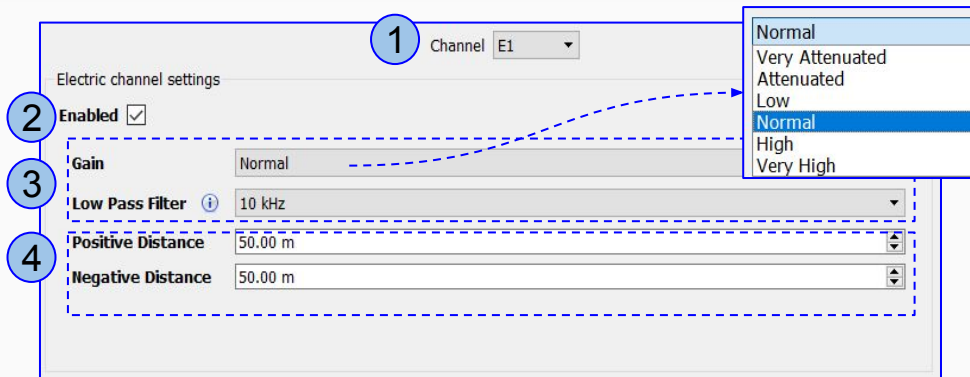 1
Channel E1
Electric channel settings
2
Enabled
3
Gain Normal
Low Pass Filter i 10 kHz
4
Positive Distance 50.00 m
Negative Distance 50.00 m
Normal
Very Attenuated
Attenuated
Low
Normal
High
Very High